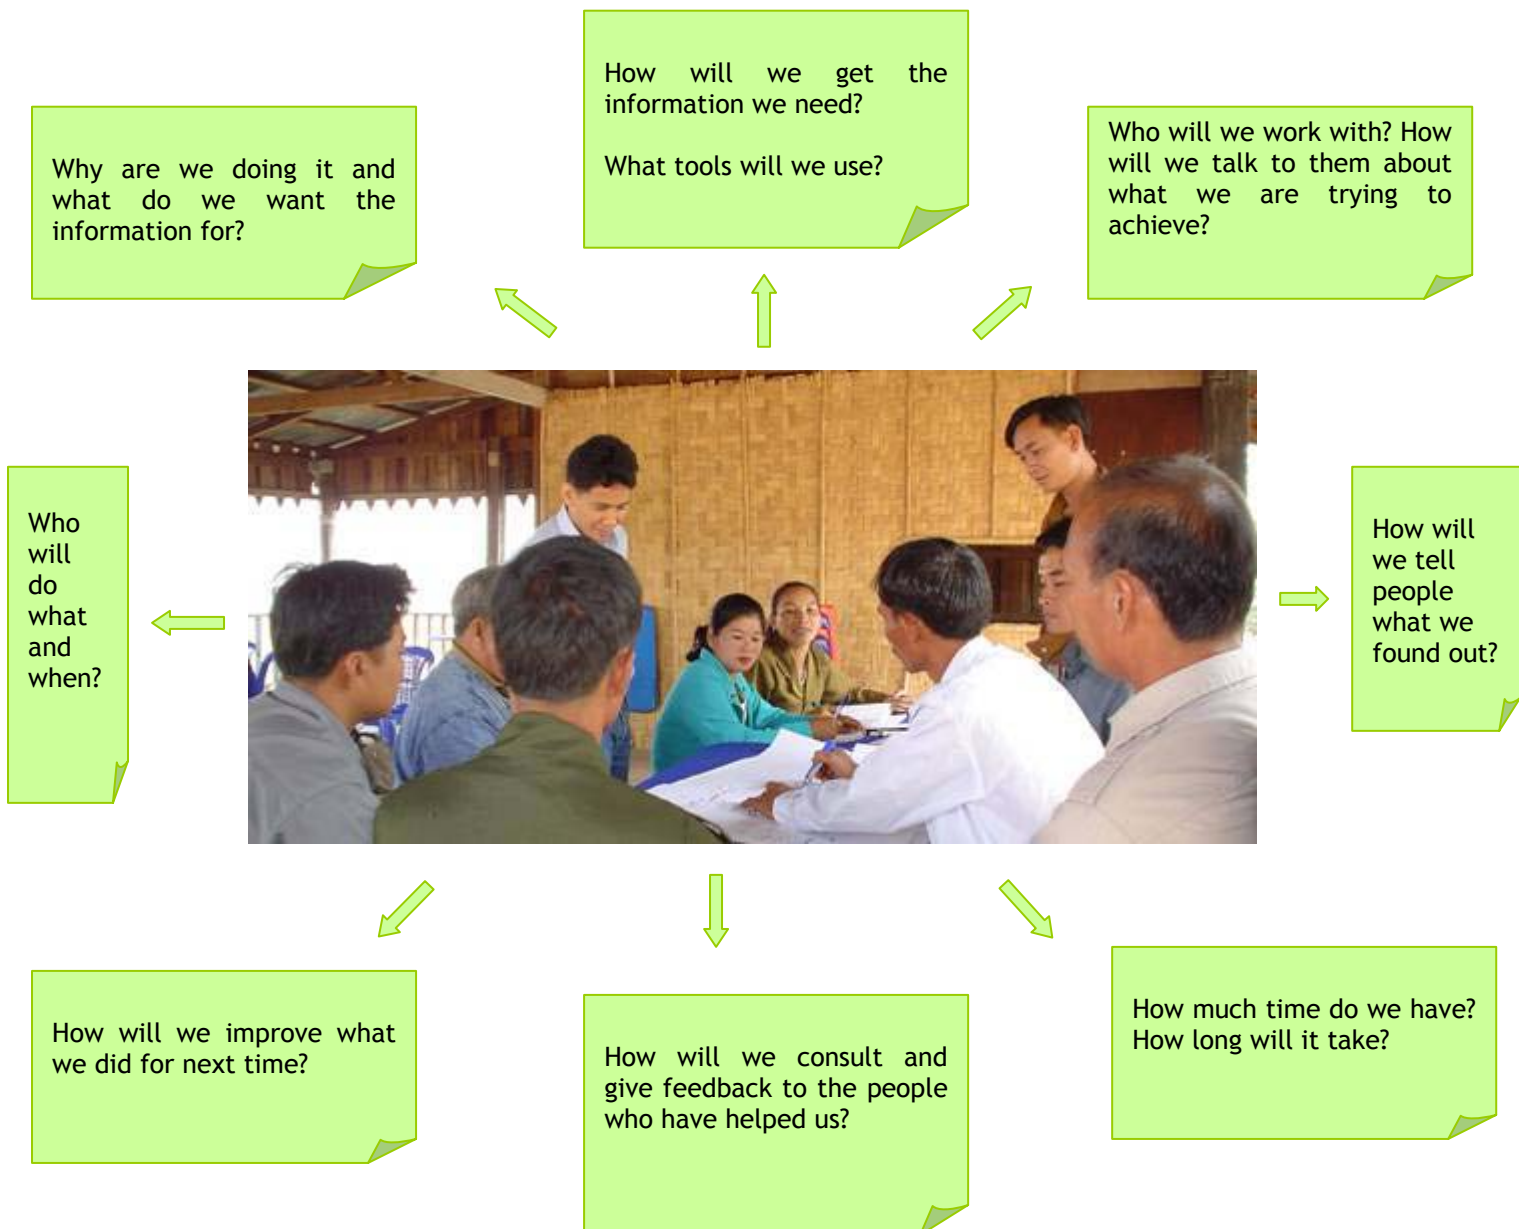 How will we get the
information we need?
What tools will we use?
Why are we doing it and
what do we want the
information for?
Who will we work with? How
will we talk to them about
what we are trying to
achieve?
Who
will
do
what
and
when?
How will
we tell
people
what we
found out?
How will we improve what
we did for next time?
How will we consult and
give feedback to the people
who have helped us?
How much time do we have?
How long will it take?